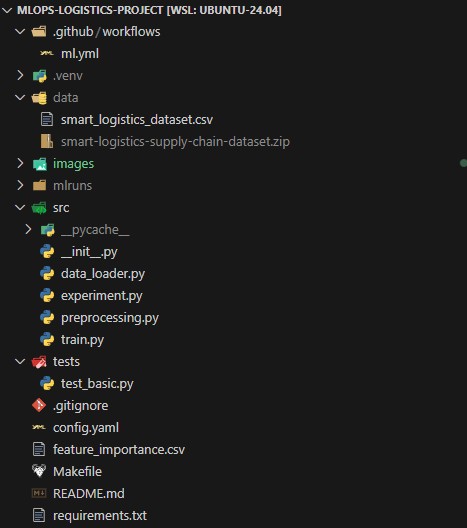 MLOPS-LOGISTICS-PROJECT [WSL: UBUNTU-24.04]
.github/workflows
ml.yml
.venv
data
smart_logistics_dataset.csv
smart-logistics-supply-chain-dataset.zip
images
mlruns
src
__pycache__
__init__.py
data_loader.py
experiment.py
preprocessing.py
train.py
tests
test_basic.py
.gitignore
config.yaml
feature_importance.csv
Makefile
README.md
requirements.txt